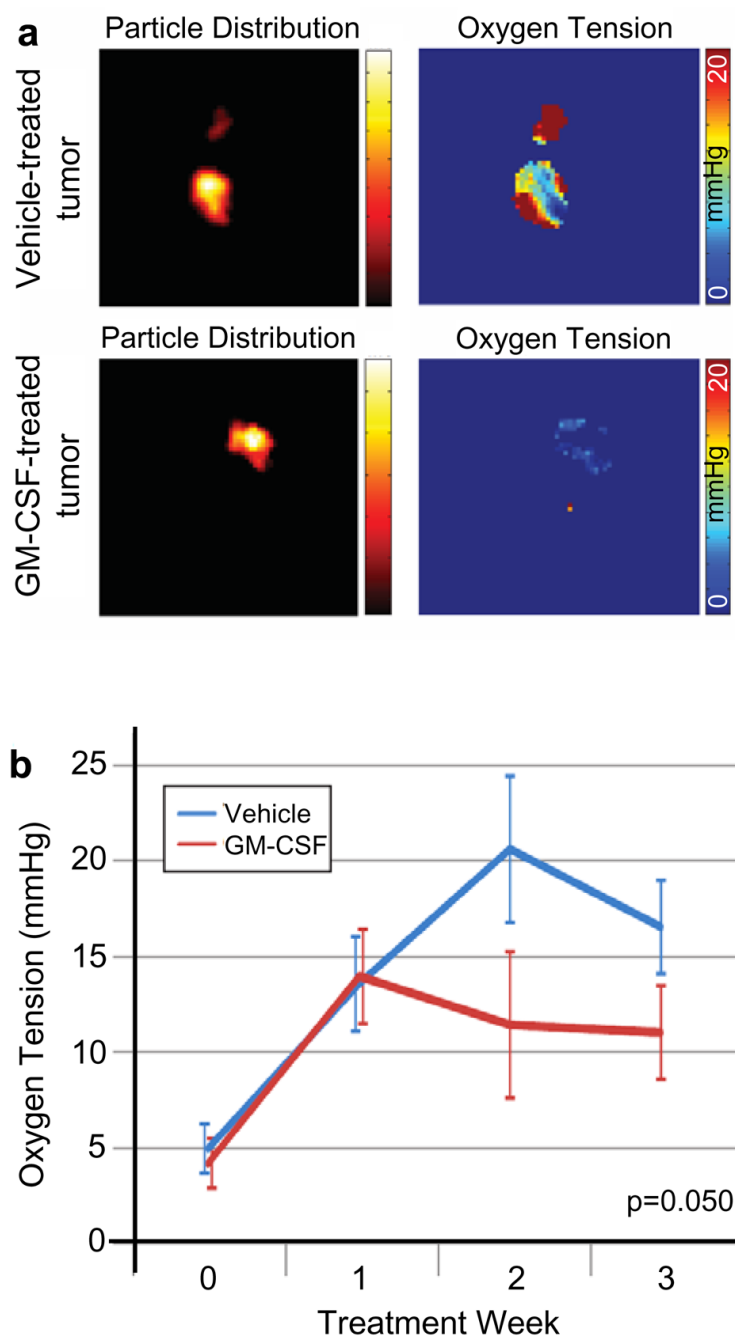 a
Particle Distribution
Oxygen Tension
Vehicle-treated
tumor
20
mmHg
0
Particle Distribution
Oxygen Tension
GM-CSF-treated
tumor
20
mmHg
0
b
Oxygen Tension (mmHg)
25
20
15
10
5
0
Vehicle
GM-CSF
p=0.050
0 1 2 3
Treatment Week